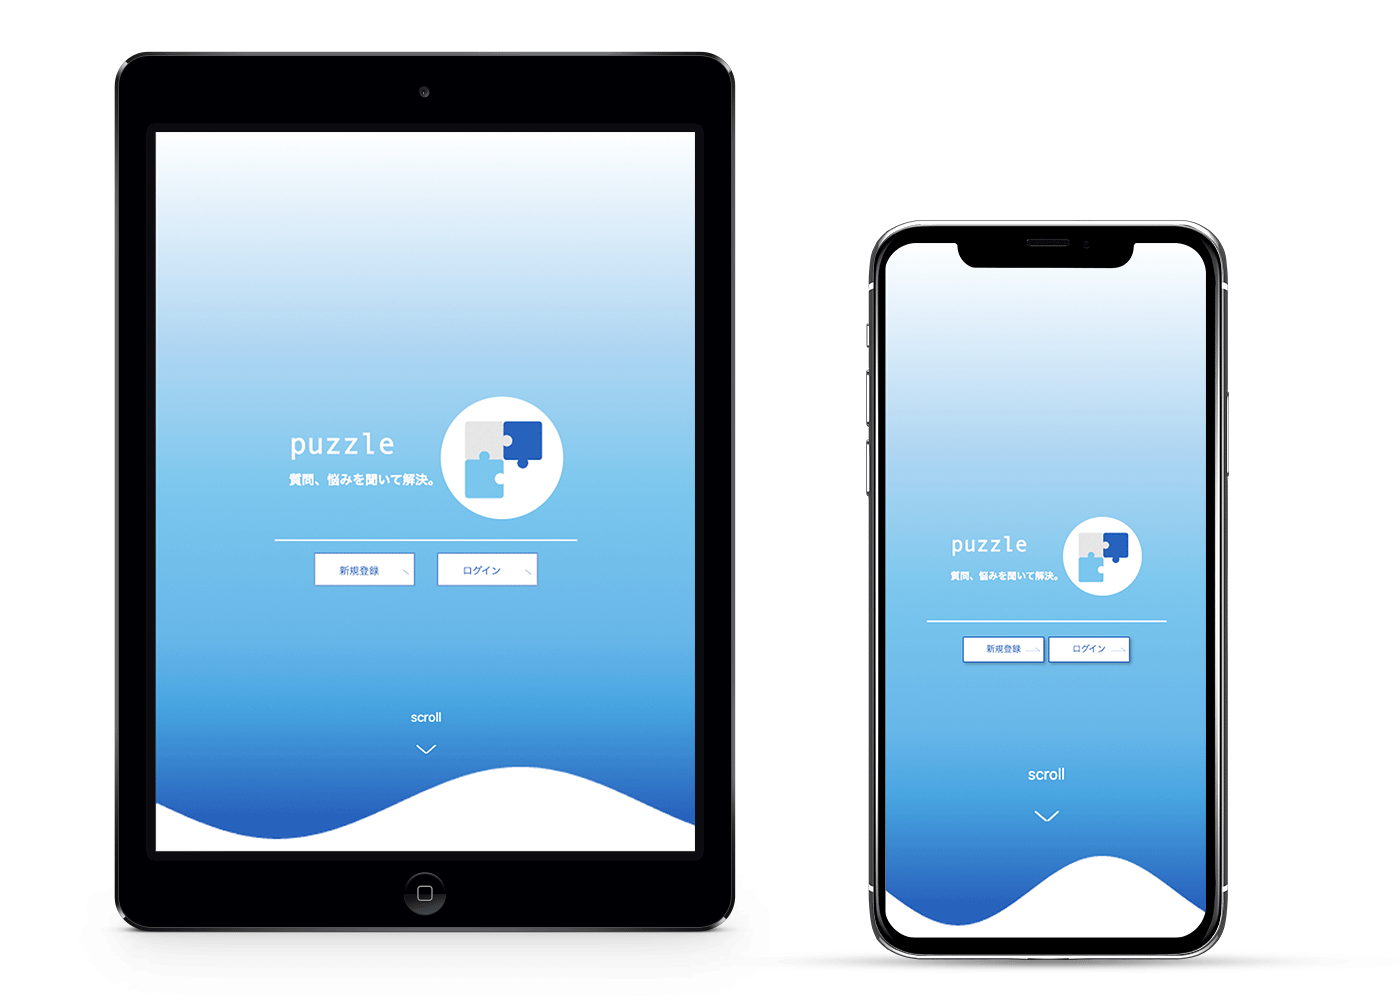 puzzle
質問、悩みを聞いて解決。
新規登録
ログイン
scroll
puzzle
質問、悩みを聞いて解決。
新規登録
ログイン
scroll